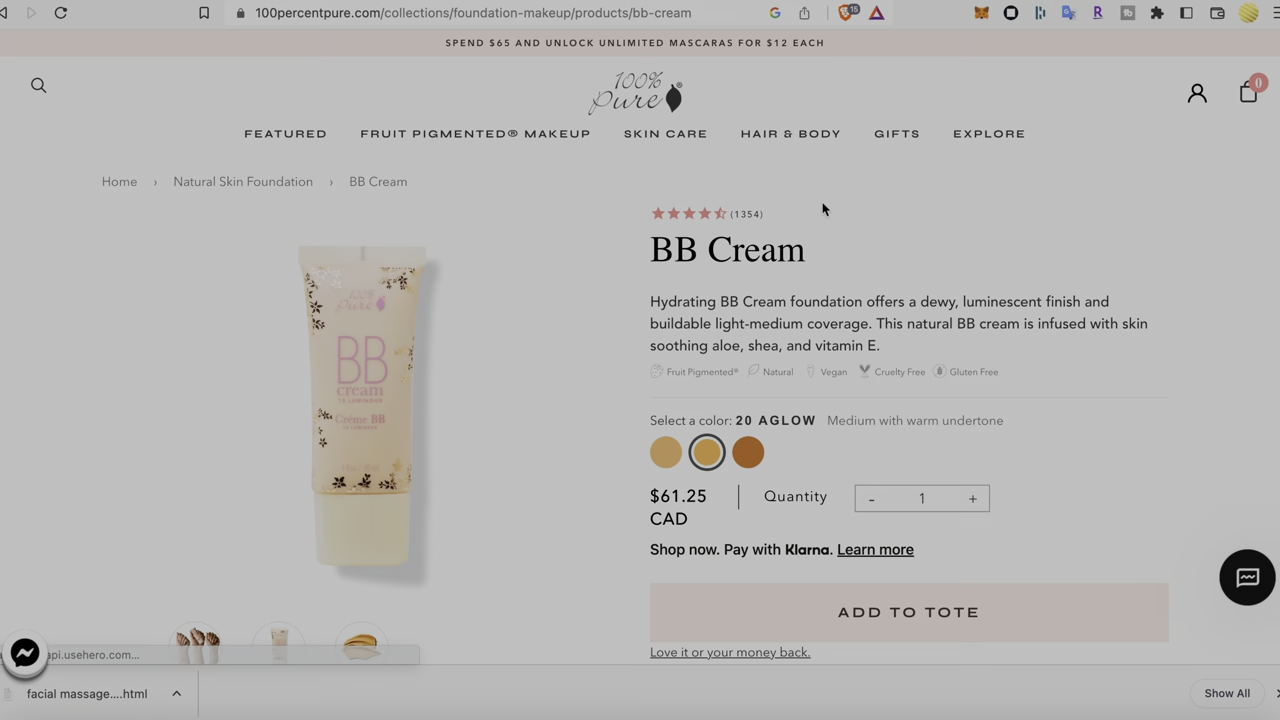 100percentpure.com/collections/foundation-makeup/products/bb-cream
15
SPEND $65 AND UNLOCK UNLIMITED MASCARAS FOR $12 EACH
100%
pure®
0
FEATURED FRUIT PIGMENTED® MAKEUP SKIN CARE HAIR & BODY GIFTS EXPLORE
Home › Natural Skin Foundation › BB Cream
(1354)
BB Cream
Hydrating BB Cream foundation offers a dewy, luminescent finish and
buildable light-medium coverage. This natural BB cream is infused with skin
soothing aloe, shea, and vitamin E.
Fruit Pigmented® Natural Vegan Cruelty Free Gluten Free
100%
pure
BB
cream
Crème BB
Select a color: 20 AGLOW Medium with warm undertone
$61.25
CAD
Quantity
- 1 +
Shop now. Pay with Klarna. Learn more
ADD TO TOTE
Love it or your money back.
api.usehero.com...
facial massage....html
Show All